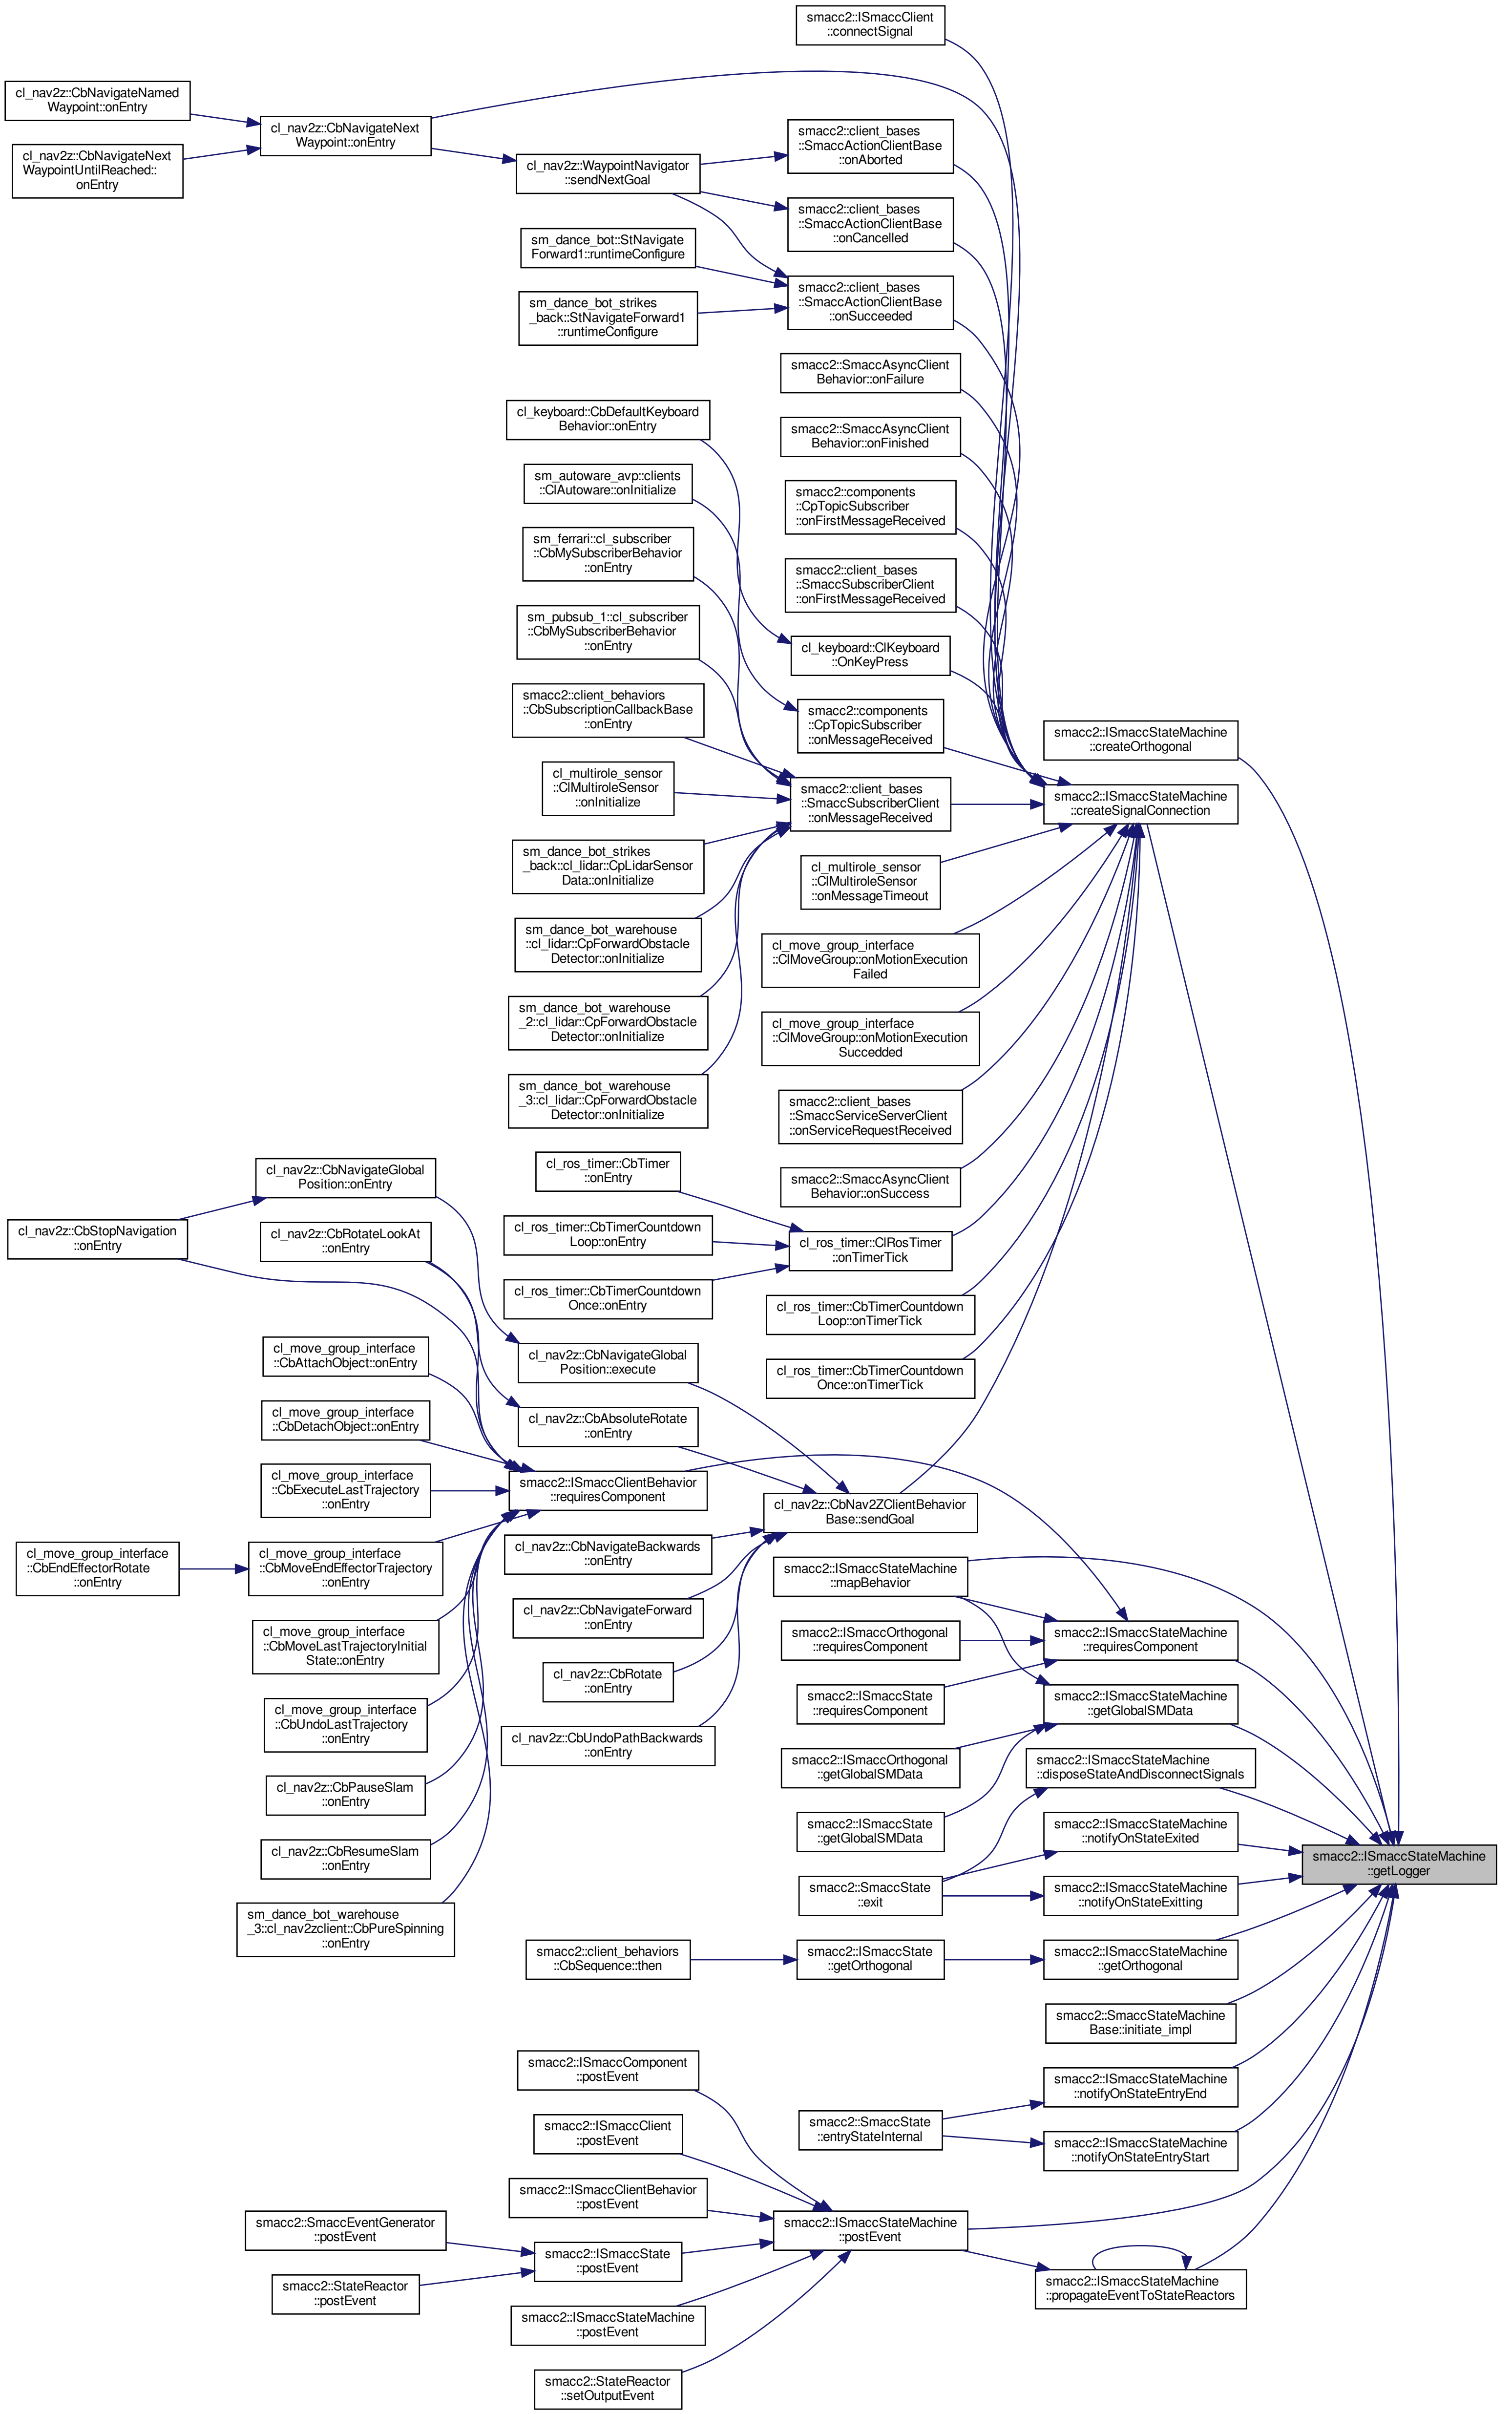 smacc2::ISmaccClient
::connectSignal
cl_nav2z::CbNavigateNamed
Waypoint::onEntry
cl_nav2z::CbNavigateNext
Waypoint::onEntry
cl_nav2z::CbNavigateNext
WaypointUntilReached::
onEntry
cl_nav2z::WaypointNavigator
::sendNextGoal
smacc2::client_bases
::SmaccActionClientBase
::onAborted
smacc2::client_bases
::SmaccActionClientBase
::onCancelled
sm_dance_bot::StNavigate
Forward1::runtimeConfigure
smacc2::client_bases
::SmaccActionClientBase
::onSucceeded
sm_dance_bot_strikes
_back::StNavigateForward1
::runtimeConfigure
smacc2::SmaccAsyncClient
Behavior::onFailure
cl_keyboard::CbDefaultKeyboard
Behavior::onEntry
smacc2::SmaccAsyncClient
Behavior::onFinished
sm_autoware_avp::clients
::ClAutoware::onInitialize
smacc2::components
::CpTopicSubscriber
::onFirstMessageReceived
sm_ferrari::cl_subscriber
::CbMySubscriberBehavior
::onEntry
smacc2::client_bases
::SmaccSubscriberClient
::onFirstMessageReceived
sm_pubsub_1::cl_subscriber
::CbMySubscriberBehavior
::onEntry
cl_keyboard::ClKeyboard
::OnKeyPress
smacc2::client_behaviors
::CbSubscriptionCallbackBase
::onEntry
smacc2::components
::CpTopicSubscriber
::onMessageReceived
smacc2::ISmaccStateMachine
::createOrthogonal
cl_multirole_sensor
::ClMultiroleSensor
::onInitialize
smacc2::client_bases
::SmaccSubscriberClient
::onMessageReceived
smacc2::ISmaccStateMachine
::createSignalConnection
sm_dance_bot_strikes
_back::cl_lidar::CpLidarSensor
Data::onInitialize
cl_multirole_sensor
::ClMultiroleSensor
::onMessageTimeout
sm_dance_bot_warehouse
::cl_lidar::CpForwardObstacle
Detector::onInitialize
cl_move_group_interface
::ClMoveGroup::onMotionExecution
Failed
sm_dance_bot_warehouse
_2::cl_lidar::CpForwardObstacle
Detector::onInitialize
cl_move_group_interface
::ClMoveGroup::onMotionExecution
Succedded
sm_dance_bot_warehouse
_3::cl_lidar::CpForwardObstacle
Detector::onInitialize
smacc2::client_bases
::SmaccServiceServerClient
::onServiceRequestReceived
cl_nav2z::CbNavigateGlobal
Position::onEntry
cl_ros_timer::CbTimer
::onEntry
smacc2::SmaccAsyncClient
Behavior::onSuccess
cl_nav2z::CbStopNavigation
::onEntry
cl_nav2z::CbRotateLookAt
::onEntry
cl_ros_timer::CbTimerCountdown
Loop::onEntry
cl_ros_timer::ClRosTimer
::onTimerTick
cl_ros_timer::CbTimerCountdown
Once::onEntry
cl_ros_timer::CbTimerCountdown
Loop::onTimerTick
cl_move_group_interface
::CbAttachObject::onEntry
cl_nav2z::CbNavigateGlobal
Position::execute
cl_ros_timer::CbTimerCountdown
Once::onTimerTick
cl_move_group_interface
::CbDetachObject::onEntry
cl_nav2z::CbAbsoluteRotate
::onEntry
cl_move_group_interface
::CbExecuteLastTrajectory
::onEntry
smacc2::ISmaccClientBehavior
::requiresComponent
cl_nav2z::CbNav2ZClientBehavior
Base::sendGoal
cl_move_group_interface
::CbEndEffectorRotate
::onEntry
cl_move_group_interface
::CbMoveEndEffectorTrajectory
::onEntry
cl_nav2z::CbNavigateBackwards
::onEntry
smacc2::ISmaccStateMachine
::mapBehavior
cl_move_group_interface
::CbMoveLastTrajectoryInitial
State::onEntry
cl_nav2z::CbNavigateForward
::onEntry
smacc2::ISmaccOrthogonal
::requiresComponent
smacc2::ISmaccStateMachine
::requiresComponent
cl_nav2z::CbRotate
::onEntry
smacc2::ISmaccState
::requiresComponent
smacc2::ISmaccStateMachine
::getGlobalSMData
cl_move_group_interface
::CbUndoLastTrajectory
::onEntry
cl_nav2z::CbUndoPathBackwards
::onEntry
smacc2::ISmaccOrthogonal
::getGlobalSMData
smacc2::ISmaccStateMachine
::disposeStateAndDisconnectSignals
cl_nav2z::CbPauseSlam
::onEntry
smacc2::ISmaccState
::getGlobalSMData
smacc2::ISmaccStateMachine
::notifyOnStateExited
cl_nav2z::CbResumeSlam
::onEntry
smacc2::ISmaccStateMachine
::getLogger
smacc2::SmaccState
::exit
smacc2::ISmaccStateMachine
::notifyOnStateExitting
sm_dance_bot_warehouse
_3::cl_nav2zclient::CbPureSpinning
::onEntry
smacc2::client_behaviors
::CbSequence::then
smacc2::ISmaccState
::getOrthogonal
smacc2::ISmaccStateMachine
::getOrthogonal
smacc2::SmaccStateMachine
Base::initiate_impl
smacc2::ISmaccComponent
::postEvent
smacc2::ISmaccStateMachine
::notifyOnStateEntryEnd
smacc2::ISmaccClient
::postEvent
smacc2::SmaccState
::entryStateInternal
smacc2::ISmaccStateMachine
::notifyOnStateEntryStart
smacc2::ISmaccClientBehavior
::postEvent
smacc2::SmaccEventGenerator
::postEvent
smacc2::ISmaccState
::postEvent
smacc2::ISmaccStateMachine
::postEvent
smacc2::StateReactor
::postEvent
smacc2::ISmaccStateMachine
::propagateEventToStateReactors
smacc2::ISmaccStateMachine
::postEvent
smacc2::StateReactor
::setOutputEvent